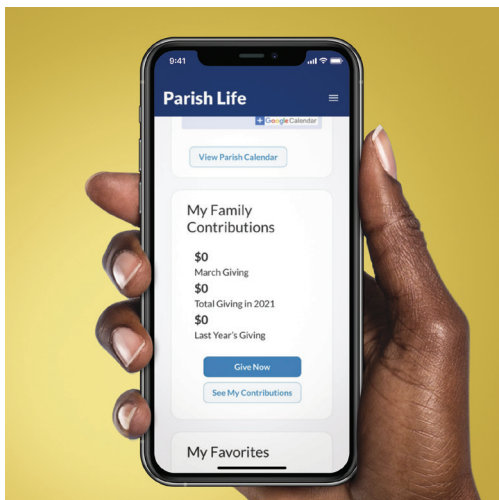 9:41
Parish Life
Google Calendar
View Parish Calendar
My Family
Contributions
$0
March Giving
$0
Total Giving in 2021
$0
Last Year's Giving
Give Now
See My Contributions
My Favorites